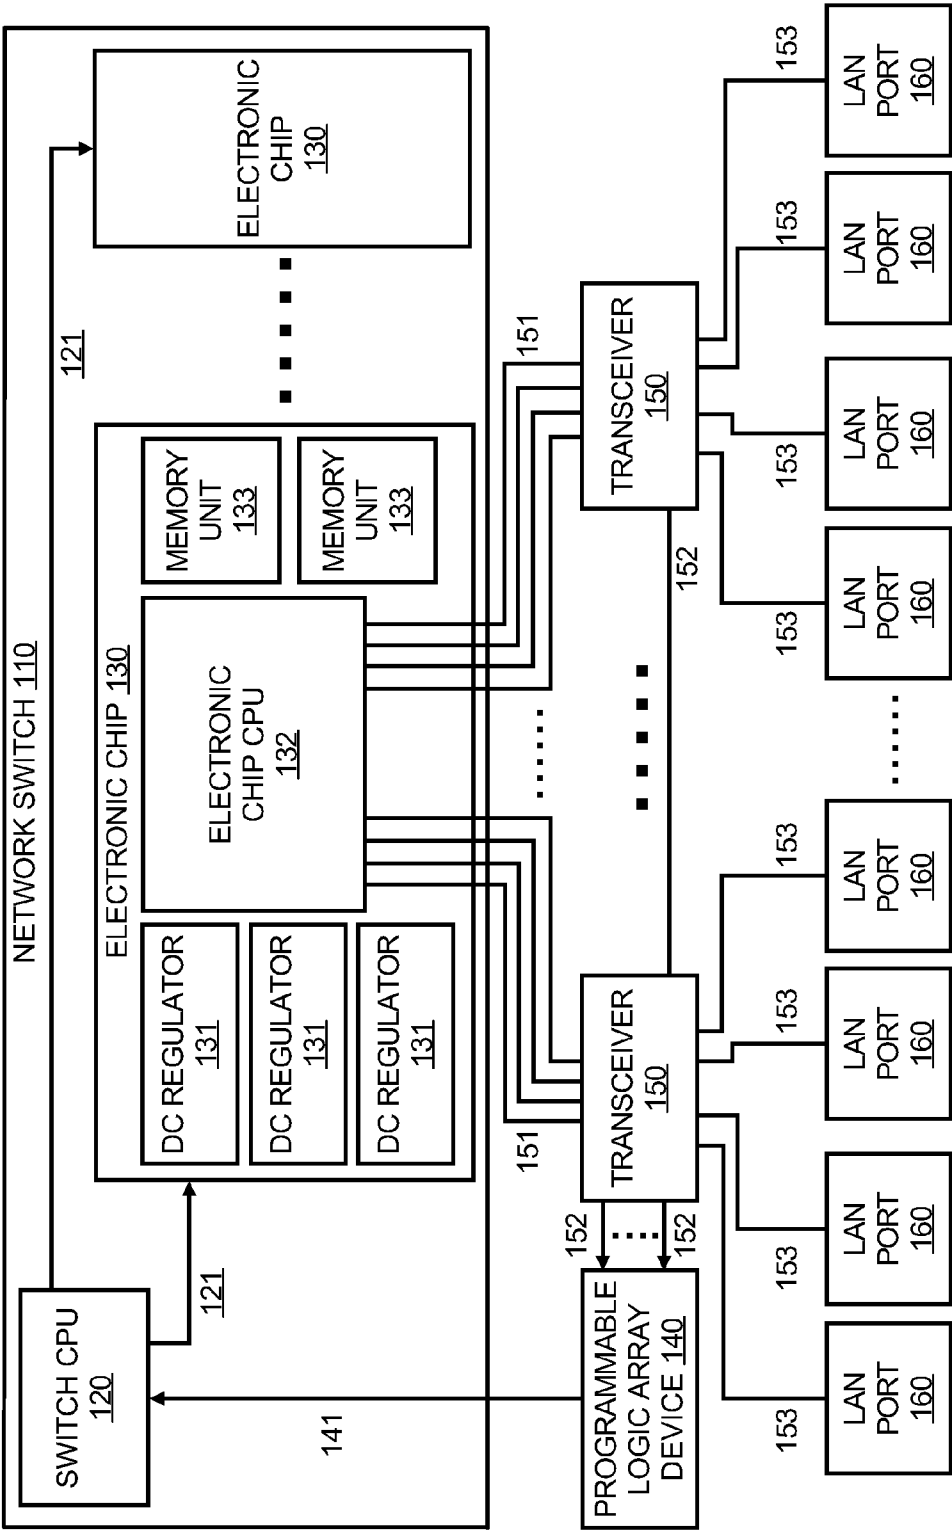 NETWORK SWITCH 110
SWITCH CPU
120
121
121
141
ELECTRONIC CHIP 130
DC REGULATOR
131
DC REGULATOR
131
DC REGULATOR
131
ELECTRONIC
CHIP CPU
132
MEMORY
UNIT
133
MEMORY
UNIT
133
ELECTRONIC
CHIP
130
151
151
PROGRAMMABLE
LOGIC ARRAY
DEVICE 140
152
152
TRANSCEIVER
150
152
TRANSCEIVER
150
153
153
153
153
153
153
153
153
LAN
PORT
160
LAN
PORT
160
LAN
PORT
160
LAN
PORT
160
LAN
PORT
160
LAN
PORT
160
LAN
PORT
160
LAN
PORT
160